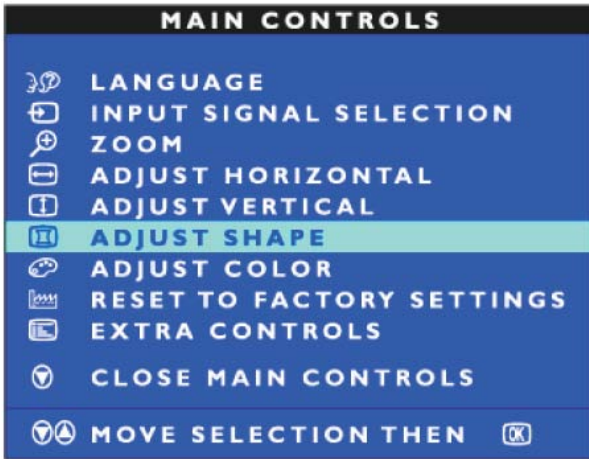 MAIN CONTROLS
LANGUAGE
INPUT SIGNAL SELECTION
ZOOM
ADJUST HORIZONTAL
ADJUST VERTICAL
ADJUST SHAPE
ADJUST COLOR
RESET TO FACTORY SETTINGS
EXTRA CONTROLS
CLOSE MAIN CONTROLS
MOVE SELECTION THEN OK